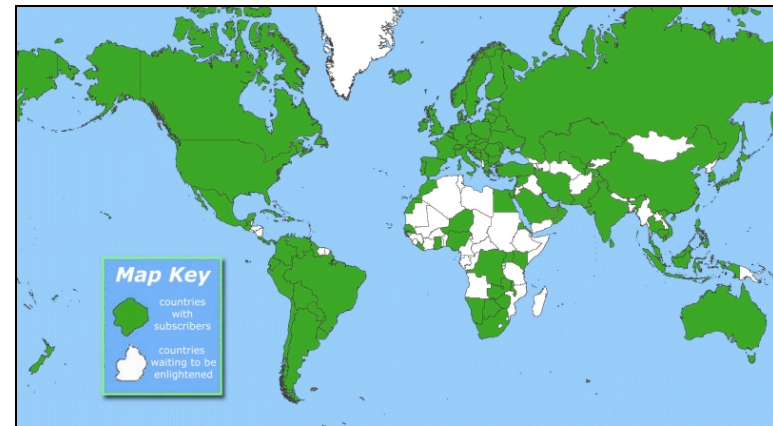 Map Key
countries
with
subscribers
countries
waiting to be
enlightened